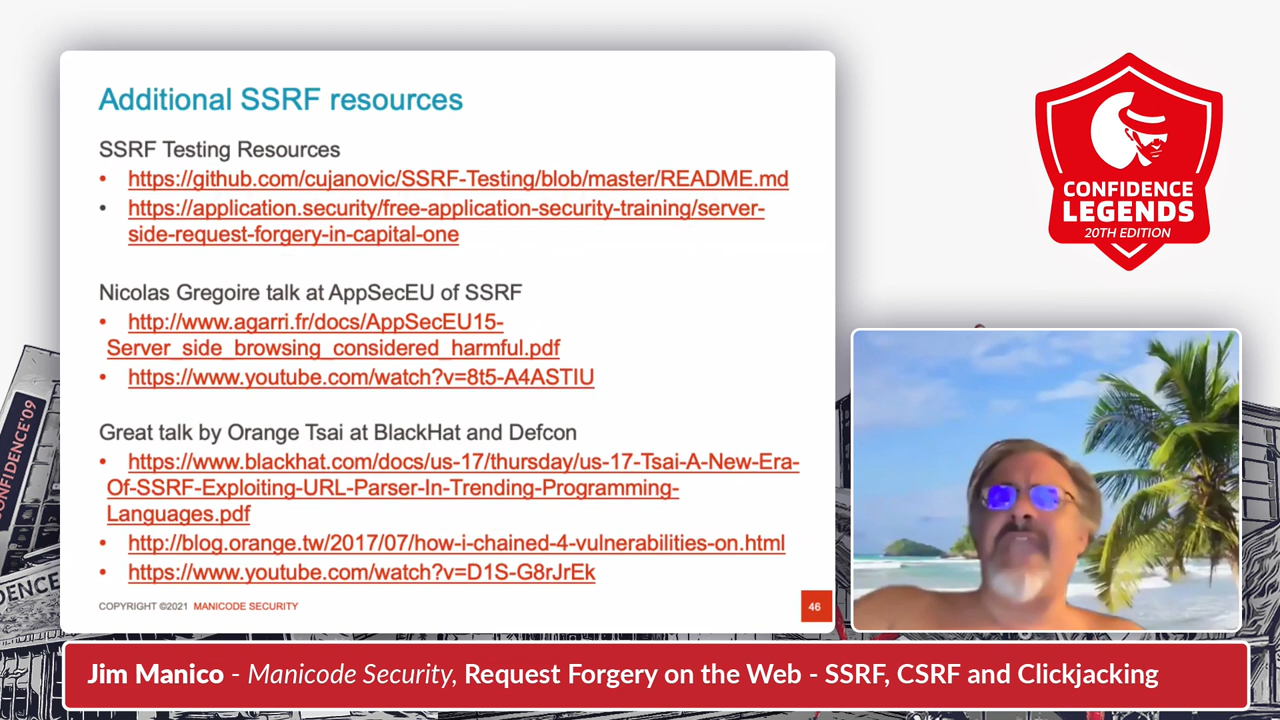 Additional SSRF resources
SSRF Testing Resources
• https://github.com/cujanovic/SSRF-Testing/blob/master/README.md
• https://application.security/free-application-security-training/server-
side-request-forgery-in-capital-one
Nicolas Gregoire talk at AppSecEU of SSRF
• http://www.agarri.fr/docs/AppSecEU15-
Server_side_browsing_considered_harmful.pdf
• https://www.youtube.com/watch?v=8t5-A4ASTIU
Great talk by Orange Tsai at BlackHat and Defcon
• https://www.blackhat.com/docs/us-17/thursday/us-17-Tsai-A-New-Era-
Of-SSRF-Exploiting-URL-Parser-In-Trending-Programming-
Languages.pdf
• http://blog.orange.tw/2017/07/how-i-chained-4-vulnerabilities-on.html
• https://www.youtube.com/watch?v=D1S-G8rJrEk
COPYRIGHT ©2021 MANICODE SECURITY
46
CONFIDENCE
LEGENDS
20TH EDITION
CONFIDENCE'09
Jim Manico - Manicode Security, Request Forgery on the Web - SSRF, CSRF and Clickjacking